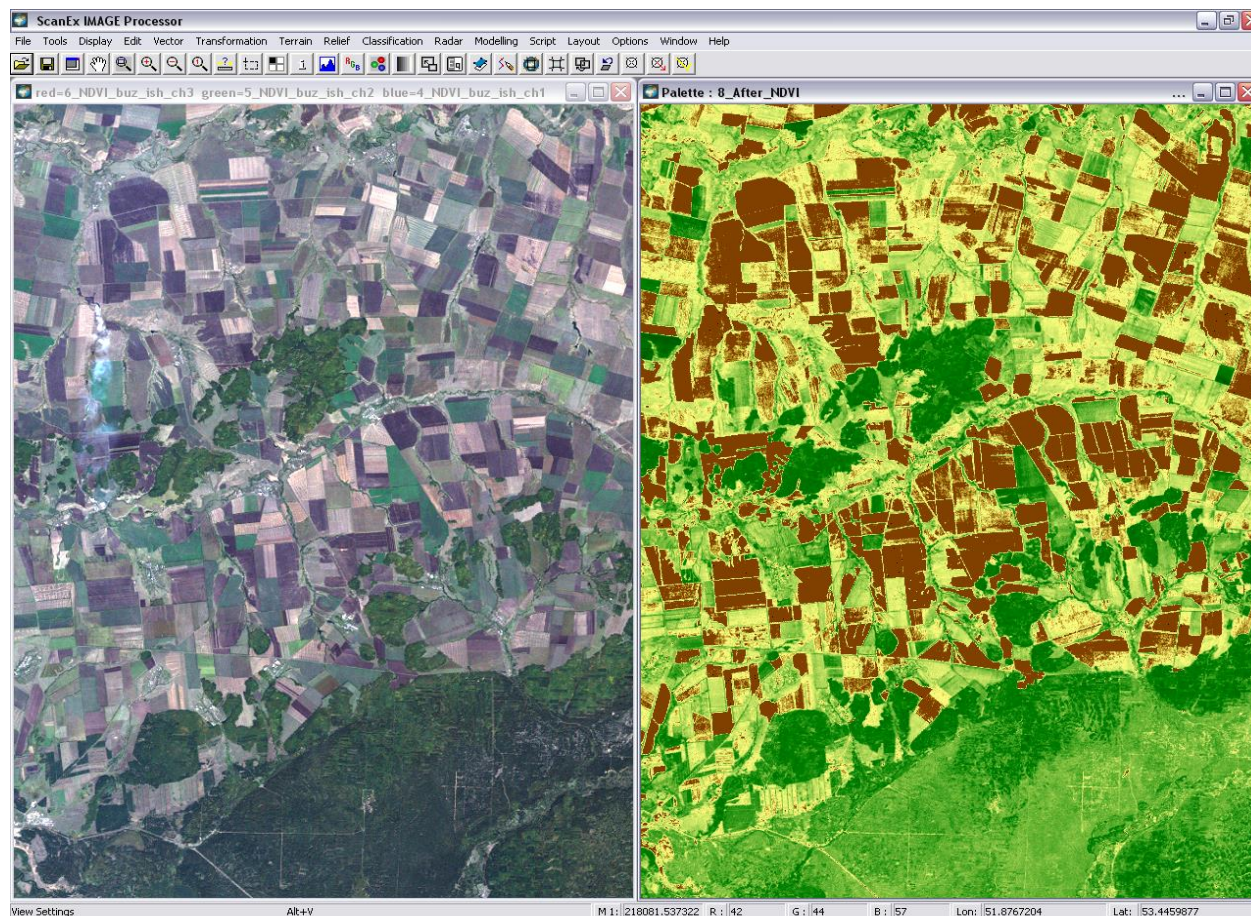 ScanEx IMAGE Processor
File Tools Display Edit Vector Transformation Terrain Relief Classification Radar Modelling Script Layout Options Window Help
red=6_NDVI_buz_ish_ch3 green=5_NDVI_buz_ish_ch2 blue=4_NDVI_buz_ish_ch1
Palette : 8_After_NDVI ...
View Settings Alt+V M 1: 218081.537322 R : 42 G : 44 B : 57 Lon: 51.8767204 Lat: 53.4459877